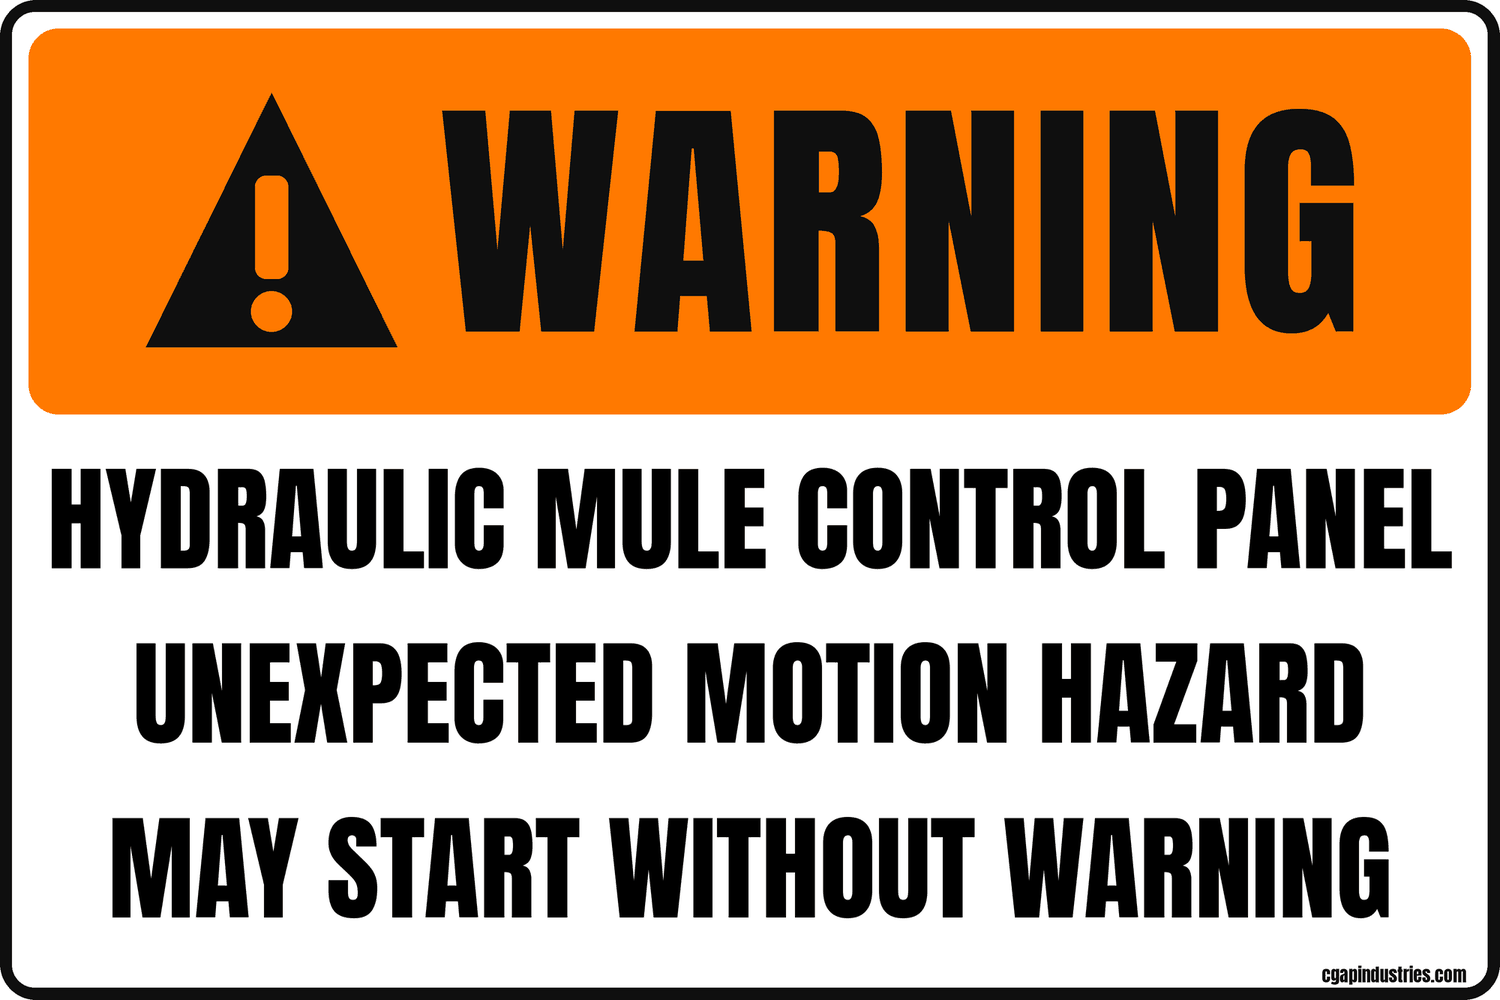 WARNING
HYDRAULIC MULE CONTROL PANEL
UNEXPECTED MOTION HAZARD
MAY START WITHOUT WARNING
cgapindustries.com